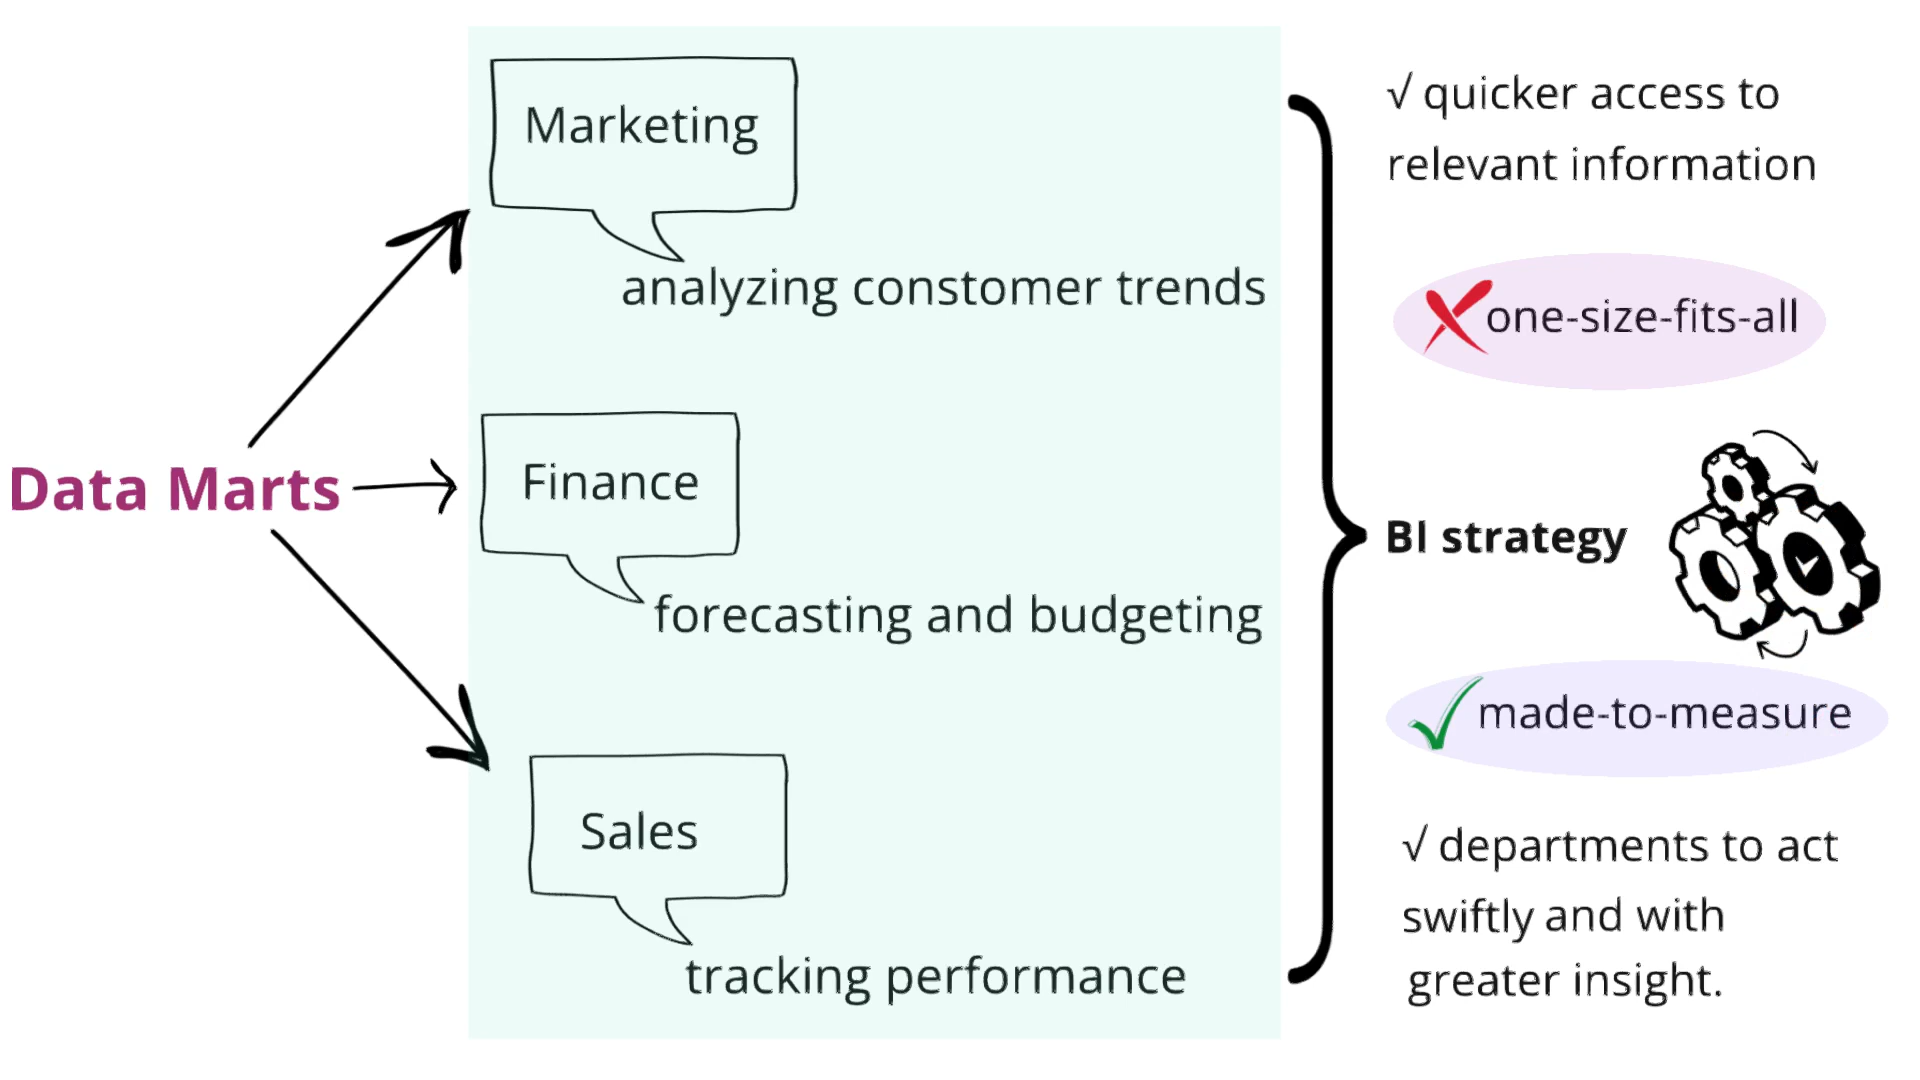 Data Marts
Marketing
analyzing constomer trends
Finance
forecasting and budgeting
Sales
tracking performance
√ quicker access to
relevant information
one-size-fits-all
BI strategy
made-to-measure
√ departments to act
swiftly and with
greater insight.